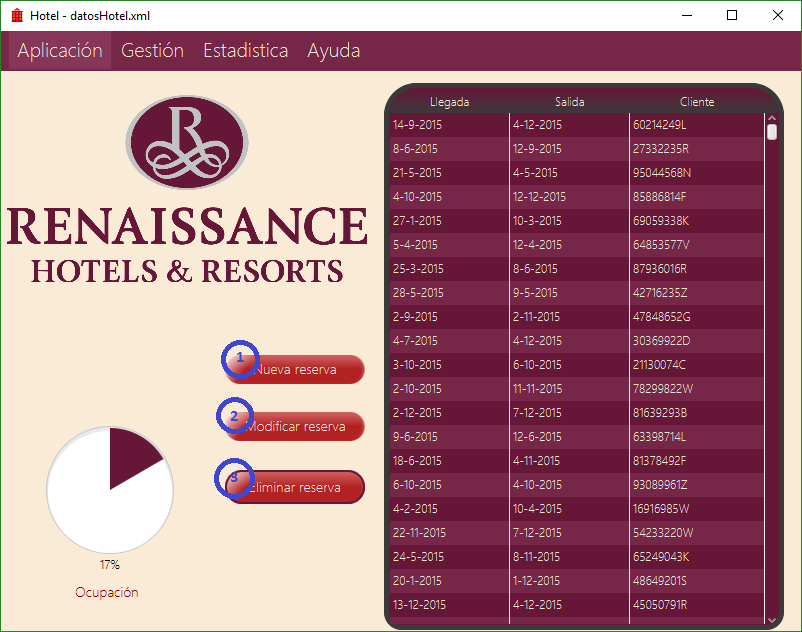 Hotel - datosHotel.xml
Aplicación Gestión Estadistica Ayuda
R
RENAISSANCE
HOTELS & RESORTS
1
Nueva reserva
2
Modificar reserva
3
Eliminar reserva
17%
Ocupación
Llegada Salida Cliente
14-9-2015 4-12-2015 60214249L
8-6-2015 12-9-2015 27332235R
21-5-2015 4-5-2015 95044568N
4-10-2015 12-12-2015 85886814F
27-1-2015 10-3-2015 69059338K
5-4-2015 12-4-2015 64853577V
25-3-2015 8-6-2015 87936016R
28-5-2015 9-5-2015 42716235Z
2-9-2015 2-11-2015 47848652G
4-7-2015 4-12-2015 30369922D
3-10-2015 6-10-2015 21130074C
2-10-2015 11-11-2015 78299822W
2-12-2015 7-12-2015 81639293B
9-6-2015 12-6-2015 63398714L
18-6-2015 4-11-2015 81378492F
6-10-2015 4-10-2015 93089961Z
4-2-2015 10-4-2015 16916985W
22-11-2015 7-12-2015 54233220W
24-5-2015 8-11-2015 65249043K
20-1-2015 1-12-2015 48649201S
13-12-2015 4-12-2015 45050791R